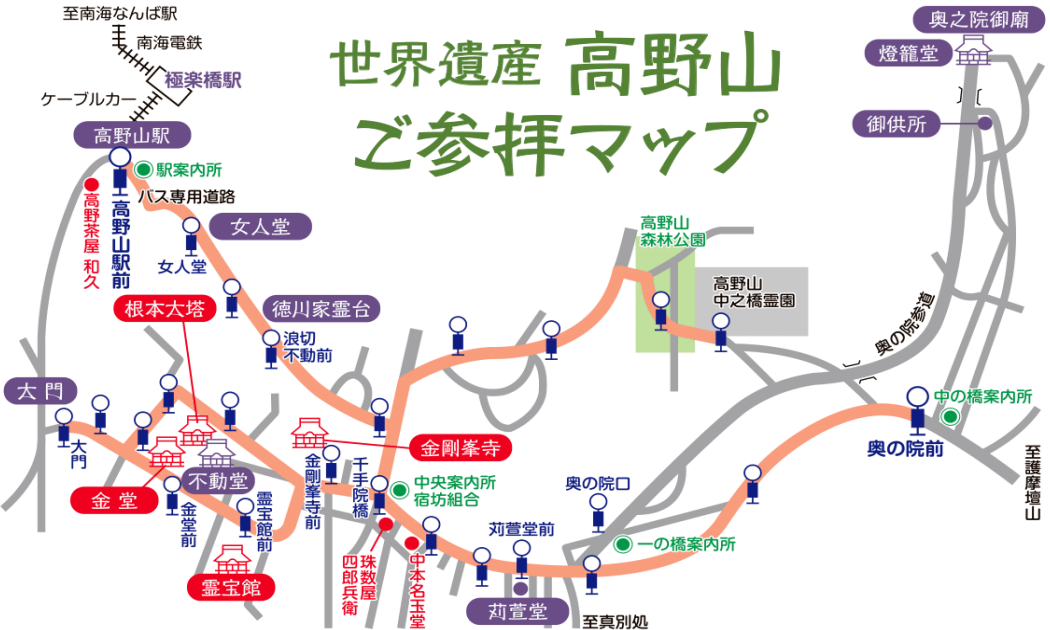 至南海なんば駅
南海電鉄
極楽橋駅
ケーブルカー
高野山駅
世界遺産 高野山
ご参拝マップ
奥之院御廟
燈籠堂
御供所
駅案内所
バス専用道路
高野茶屋 和久
高野山駅前
女人堂
女人堂
高野山
森林公園
高野山
中之橋霊園
根本大塔
徳川家霊台
浪切
不動前
奥の院参道
大門
大門
中の橋案内所
奥の院前
金剛峯寺
金剛峯寺前
千手院橋
中央案内所
宿坊組合
不動堂
金堂
金堂前
霊宝館前
霊宝館
奥の院口
苅萱堂前
一の橋案内所
珠数屋
四郎兵衛
中本名玉堂
苅萱堂
至真別処
至護摩壇山